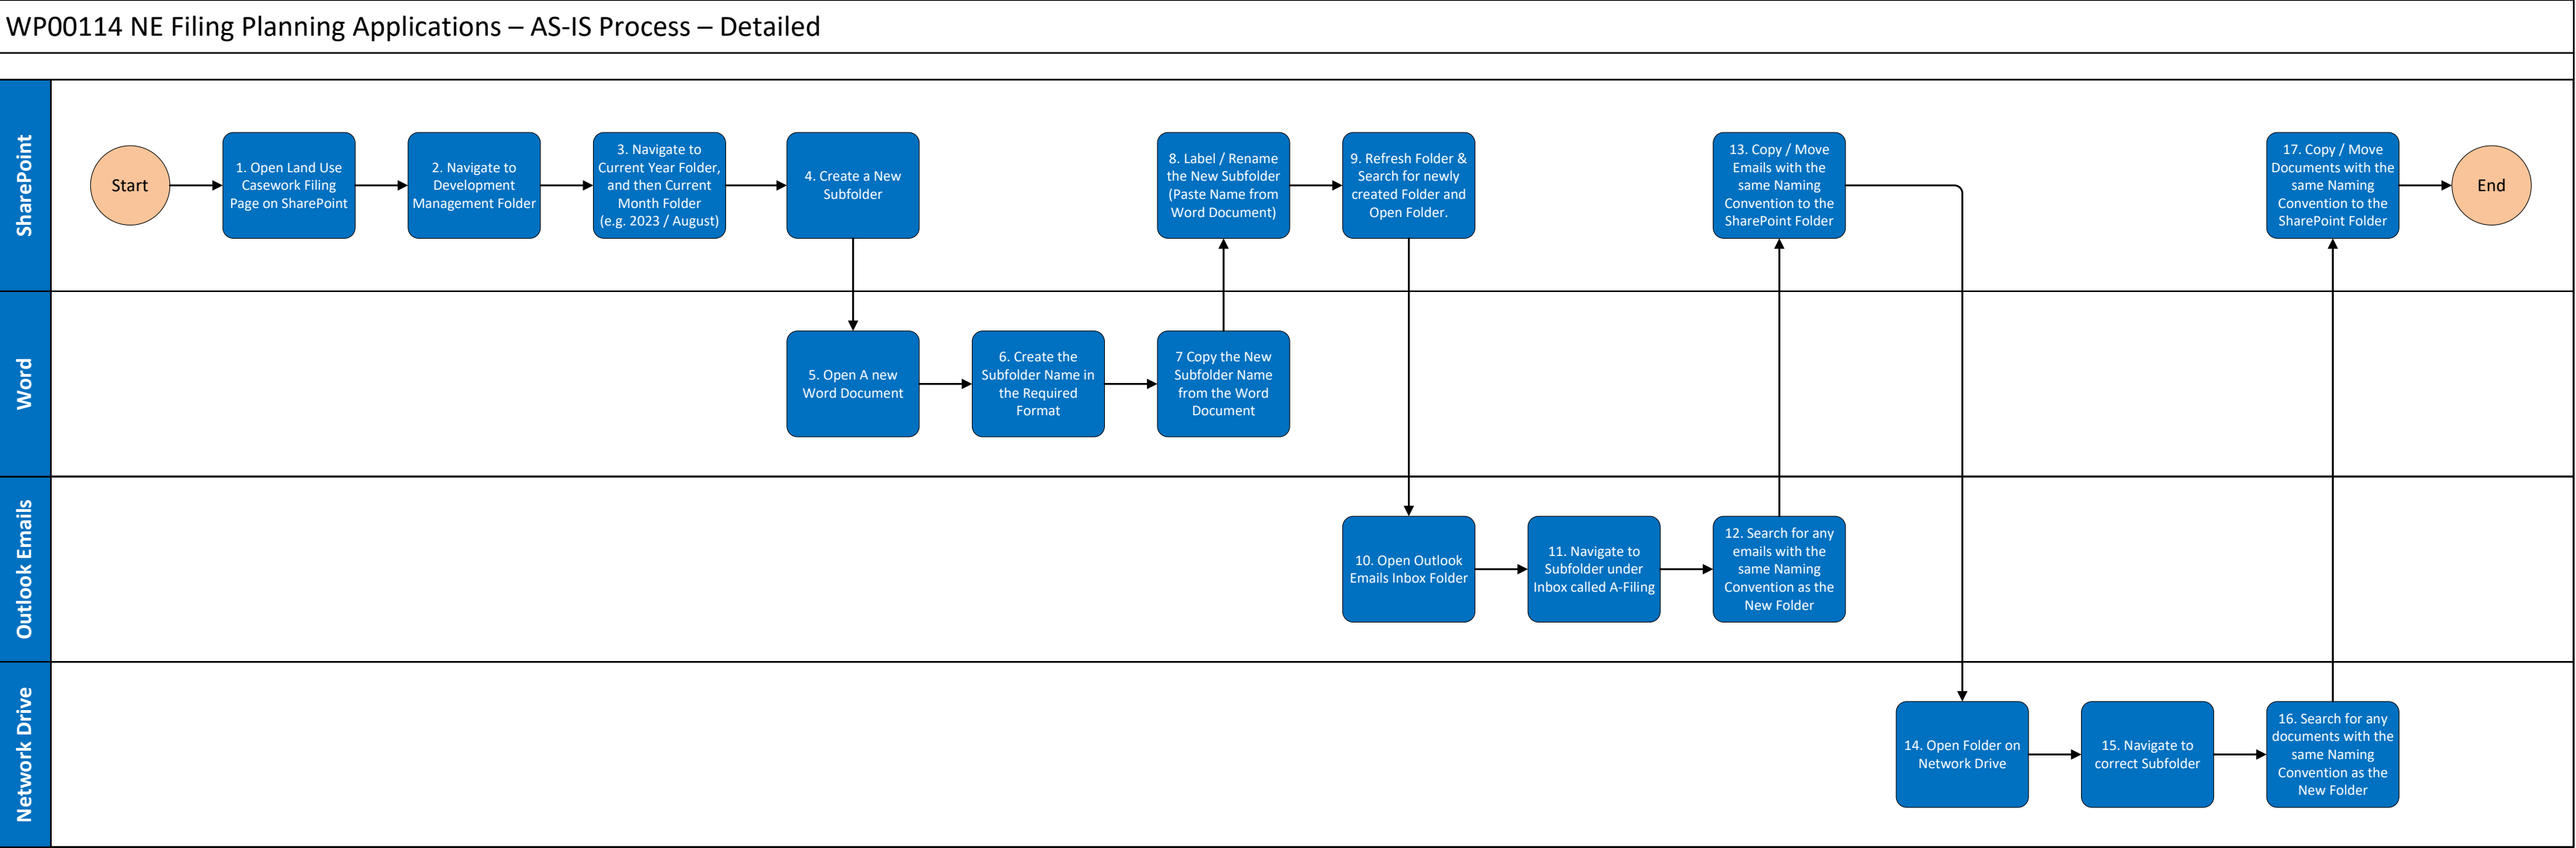 WP00114 NE Filing Planning Applications – AS-IS Process – Detailed
SharePoint
Start
1. Open Land Use
Casework Filing
Page on SharePoint
2. Navigate to
Development
Management Folder
3. Navigate to
Current Year Folder,
and then Current
Month Folder
(e.g. 2023 / August)
4. Create a New
Subfolder
8. Label / Rename
the New Subfolder
(Paste Name from
Word Document)
9. Refresh Folder &
Search for newly
created Folder and
Open Folder.
13. Copy / Move
Emails with the
same Naming
Convention to the
SharePoint Folder
17. Copy / Move
Documents with the
same Naming
Convention to the
SharePoint Folder
End
Word
5. Open A new
Word Document
6. Create the
Subfolder Name in
the Required
Format
7 Copy the New
Subfolder Name
from the Word
Document
Outlook Emails
10. Open Outlook
Emails Inbox Folder
11. Navigate to
Subfolder under
Inbox called A-Filing
12. Search for any
emails with the
same Naming
Convention as the
New Folder
Network Drive
14. Open Folder on
Network Drive
15. Navigate to
correct Subfolder
16. Search for any
documents with the
same Naming
Convention as the
New Folder